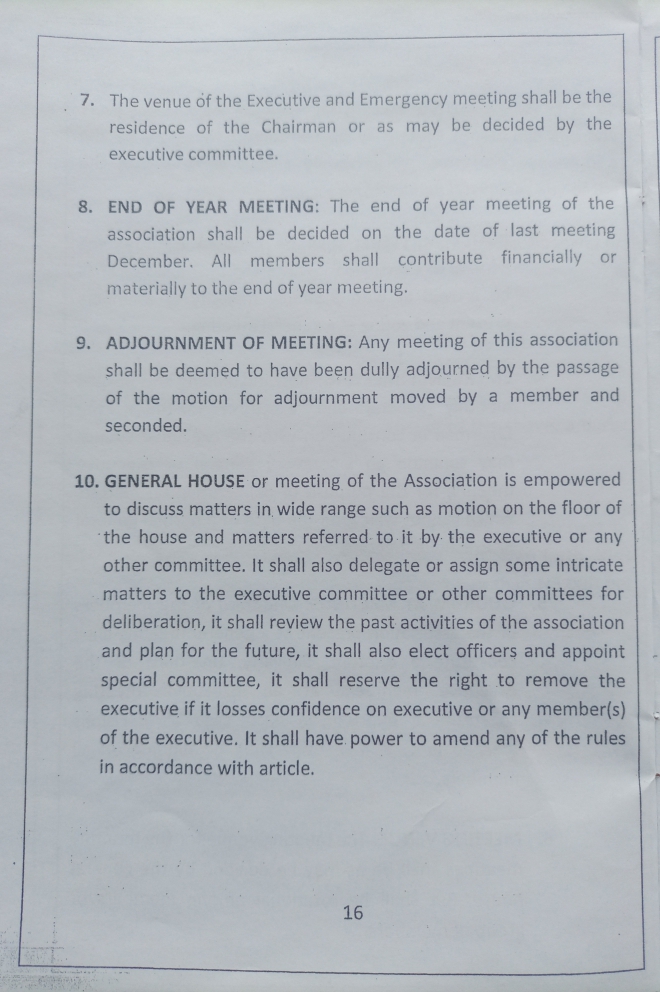 7. The venue of the Executive and Emergency meeting shall be the
residence of the Chairman or as may be decided by the
executive committee.
8. END OF YEAR MEETING: The end of year meeting of the
association shall be decided on the date of last meeting
December. All members shall contribute financially or
materially to the end of year meeting.
9. ADJOURNMENT OF MEETING: Any meeting of this association
shall be deemed to have been dully adjourned by the passage
of the motion for adjournment moved by a member and
seconded.
10. GENERAL HOUSE or meeting of the Association is empowered
to discuss matters in wide range such as motion on the floor of
the house and matters referred to it by the executive or any
other committee. It shall also delegate or assign some intricate
matters to the executive committee or other committees for
deliberation, it shall review the past activities of the association
and plan for the future, it shall also elect officers and appoint
special committee, it shall reserve the right to remove the
executive if it losses confidence on executive or any member(s)
of the executive. It shall have power to amend any of the rules
in accordance with article.
16